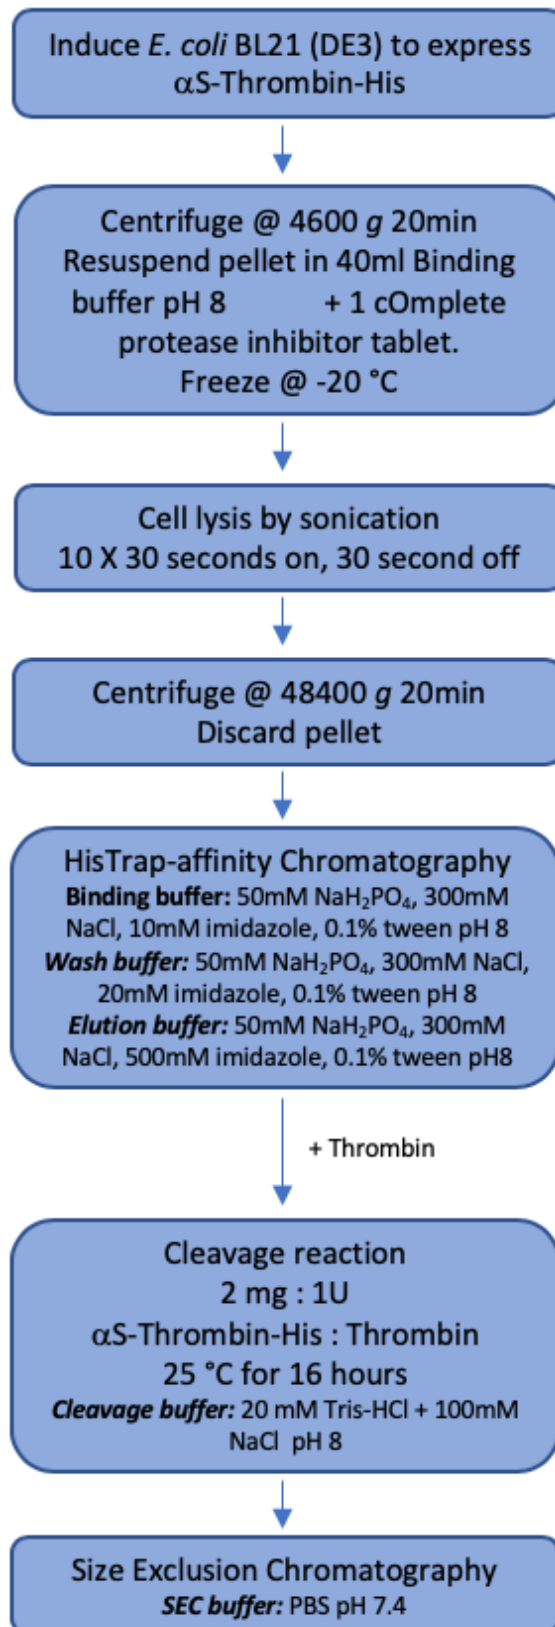 Induce E. coli BL21 (DE3) to express
αS-Thrombin-His
Centrifuge @ 4600 g 20min
Resuspend pellet in 40ml Binding
buffer pH 8 + 1 cOmplete
protease inhibitor tablet.
Freeze @ -20 °C
Cell lysis by sonication
10 X 30 seconds on, 30 second off
Centrifuge @ 48400 g 20min
Discard pellet
HisTrap-affinity Chromatography
Binding buffer: 50mM NaH₂PO₄, 300mM
NaCl, 10mM imidazole, 0.1% tween pH 8
Wash buffer: 50mM NaH₂PO₄, 300mM NaCl,
20mM imidazole, 0.1% tween pH 8
Elution buffer: 50mM NaH₂PO₄, 300mM
NaCl, 500mM imidazole, 0.1% tween pH8
+ Thrombin
Cleavage reaction
2 mg : 1U
αS-Thrombin-His : Thrombin
25 °C for 16 hours
Cleavage buffer: 20 mM Tris-HCl + 100mM
NaCl pH 8
Size Exclusion Chromatography
SEC buffer: PBS pH 7.4